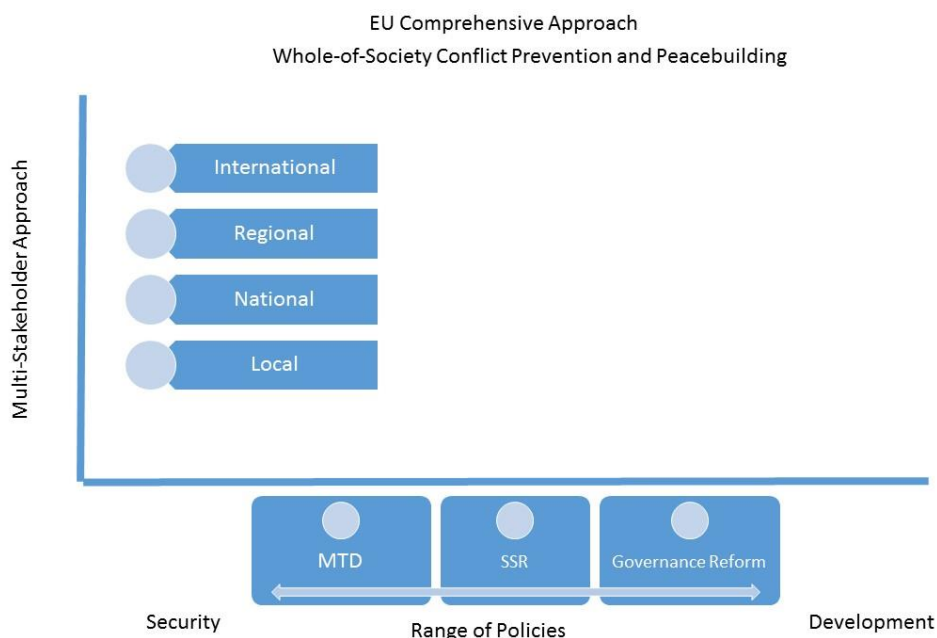 EU Comprehensive Approach
Whole-of-Society Conflict Prevention and Peacebuilding
Multi-Stakeholder Approach
International
Regional
National
Local
MTD
SSR
Governance Reform
Security
Range of Policies
Development